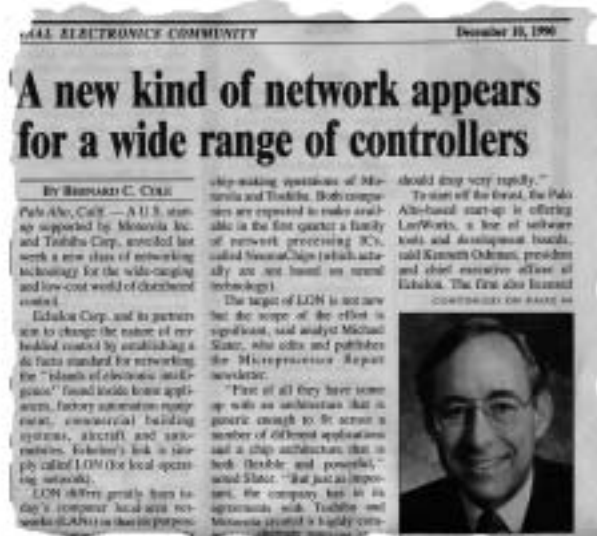 ELECTRONICS COMMUNITY
December 10, 1990
A new kind of network appears
for a wide range of controllers
BY BERNARD C. COLE
Palo Alto, Calif. — A U.S. start-
up supported by Motorola Inc.
and Toshiba Corp. unveiled last
week a new class of networking
technology for the wide-ranging
and low-cost world of distributed
control.
Echelon Corp. and its partners
aim to change the nature of em-
bedded control by establishing a
de facto standard for networking
the "islands of electronic intelli-
gence" found inside home appli-
ances, factory automation equip-
ment, commercial building
systems, aircraft and auto-
mobiles. Echelon's link is sim-
ply called LON (for local operat-
ing network).
LON differs greatly from to-
day's computer local-area net-
works (LANs) in that its purpose
chip-making operations of Mo-
torola and Toshiba. Both compa-
nies are expected to make avail-
able in the first quarter a family
of network processing ICs,
called NeuronChips (which actu-
ally are not based on neural
technology).
The target of LON is not new
but the scope of the effort is
significant, said analyst Michael
Slater, who edits and publishes
the Microprocessor Report
newsletter.
"First of all they have come
up with an architecture that is
generic enough to fit across a
number of different applications
and a chip architecture that is
both flexible and powerful,"
noted Slater. "But just as impor-
tant, the company has in its
agreements with Toshiba and
Motorola created a highly com-
should drop very rapidly."
To start off the thrust, the Palo
Alto-based start-up is offering
LonWorks, a line of software
tools and development boards,
said Kenneth Oshman, president
and chief executive officer of
Echelon. The firm also licensed
CONTINUED ON PAGE